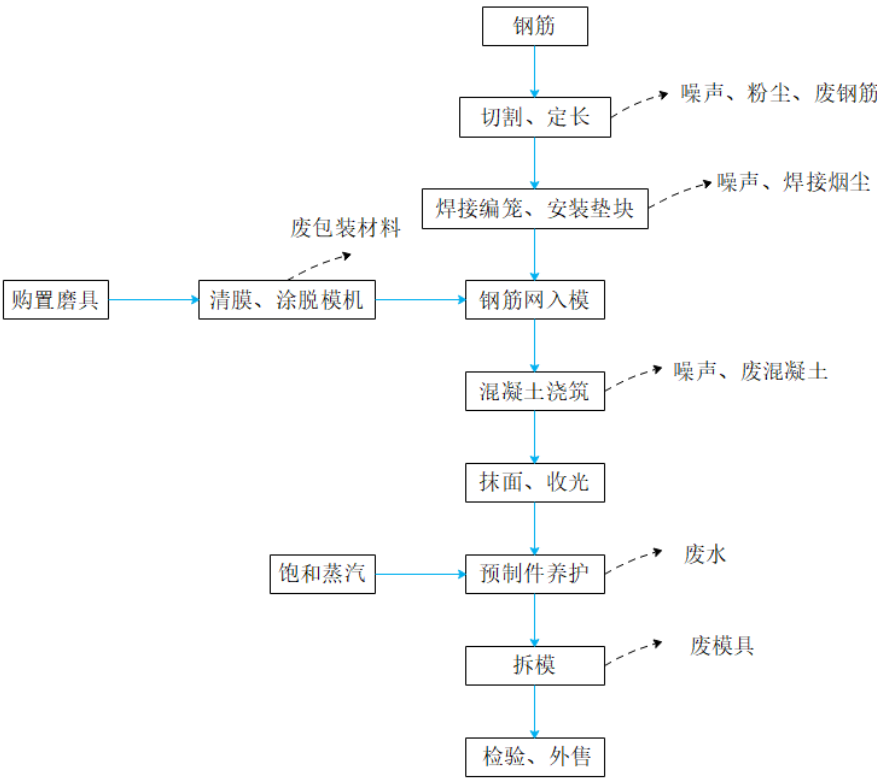 钢筋
切割、定长
噪声、粉尘、废钢筋
焊接编笼、安装垫块
噪声、焊接烟尘
废包装材料
购置磨具
清膜、涂脱模机
钢筋网入模
混凝土浇筑
噪声、废混凝土
抹面、收光
饱和蒸汽
预制件养护
废水
拆模
废模具
检验、外售